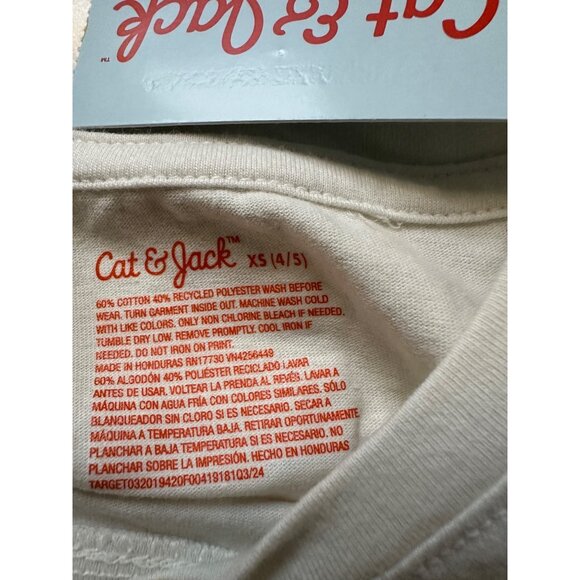 Cat & Jack™
Cat & Jack™ XS (4/5)
60% COTTON 40% RECYCLED POLYESTER WASH BEFORE
WEAR. TURN GARMENT INSIDE OUT. MACHINE WASH COLD
WITH LIKE COLORS. ONLY NON CHLORINE BLEACH IF NEEDED.
TUMBLE DRY LOW. REMOVE PROMPTLY. COOL IRON IF
NEEDED. DO NOT IRON ON PRINT.
MADE IN HONDURAS RN17730 VN4256449
60% ALGODÓN 40% POLIÉSTER RECICLADO LAVAR
ANTES DE USAR. VOLTEAR LA PRENDA AL REVÉS. LAVAR A
MÁQUINA CON AGUA FRÍA CON COLORES SIMILARES. SÓLO
BLANQUEADOR SIN CLORO SI ES NECESARIO. SECAR A
MÁQUINA A TEMPERATURA BAJA. RETIRAR OPORTUNAMENTE
PLANCHAR A BAJA TEMPERATURA SI ES NECESARIO. NO
PLANCHAR SOBRE LA IMPRESIÓN. HECHO EN HONDURAS
TARGET032019420F0041918103/24